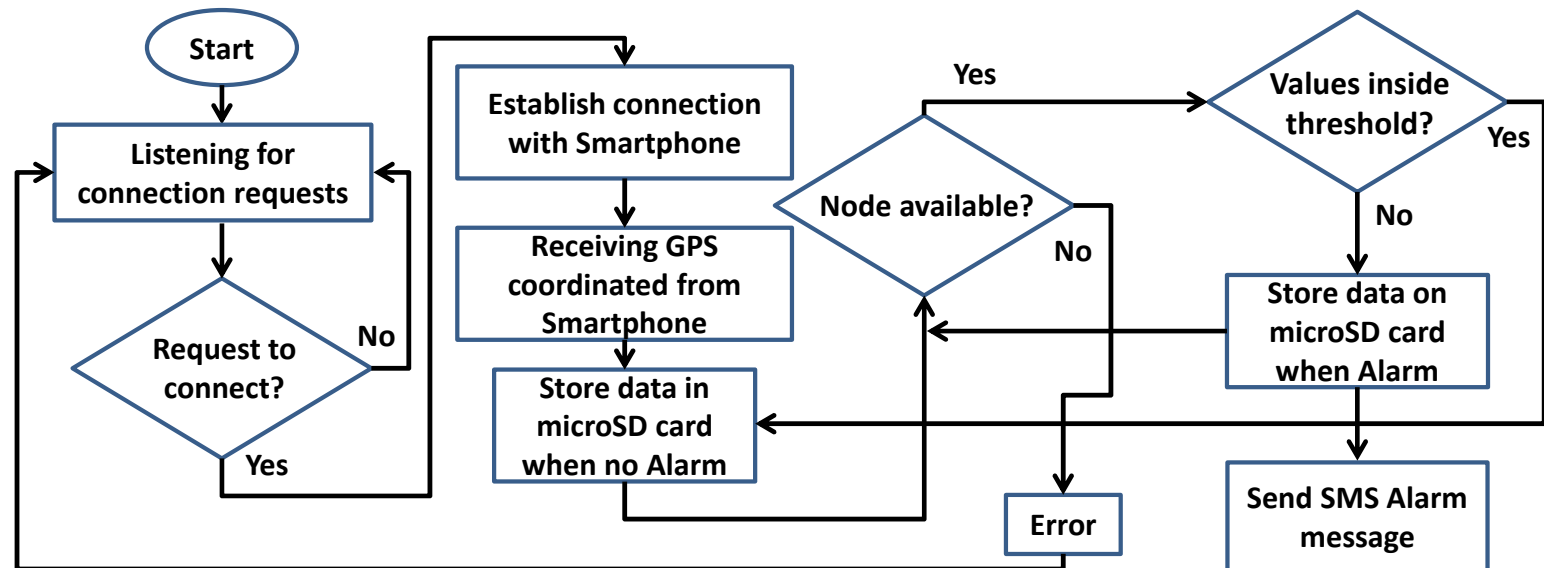 Start
Listening for
connection requests
Request to
connect?
No
Yes
Establish connection
with Smartphone
Receiving GPS
coordinated from
Smartphone
Store data in
microSD card
when no Alarm
Node available?
Yes
No
Error
Values inside
threshold?
Yes
No
Store data on
microSD card
when Alarm
Send SMS Alarm
message